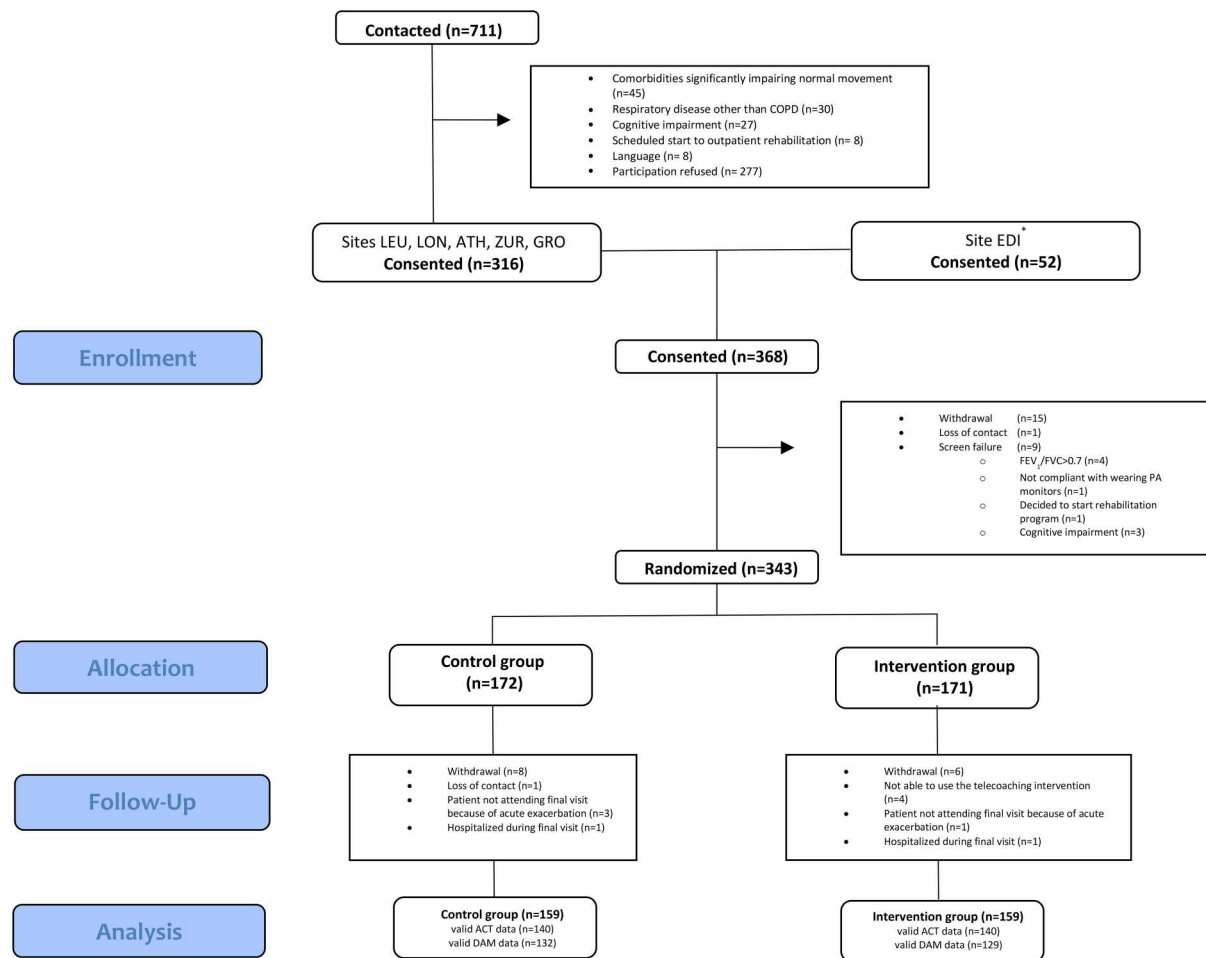 Contacted (n=711)
• Comorbidities significantly impairing normal movement
(n=45)
• Respiratory disease other than COPD (n=30)
• Cognitive impairment (n=27)
• Scheduled start to outpatient rehabilitation (n= 8)
• Language (n= 8)
• Participation refused (n= 277)
Sites LEU, LON, ATH, ZUR, GRO
Consented (n=316)
Site EDI*
Consented (n=52)
Enrollment
Consented (n=368)
• Withdrawal (n=15)
• Loss of contact (n=1)
• Screen failure (n=9)
o FEV1/FVC>0.7 (n=4)
o Not compliant with wearing PA
monitors (n=1)
o Decided to start rehabilitation
program (n=1)
o Cognitive impairment (n=3)
Randomized (n=343)
Allocation
Control group
(n=172)
Intervention group
(n=171)
Follow-Up
• Withdrawal (n=8)
• Loss of contact (n=1)
• Patient not attending final visit
because of acute exacerbation (n=3)
• Hospitalized during final visit (n=1)
• Withdrawal (n=6)
• Not able to use the telecoaching intervention
(n=4)
• Patient not attending final visit because of acute
exacerbation (n=1)
• Hospitalized during final visit (n=1)
Analysis
Control group (n=159)
valid ACT data (n=140)
valid DAM data (n=132)
Intervention group (n=159)
valid ACT data (n=140)
valid DAM data (n=129)